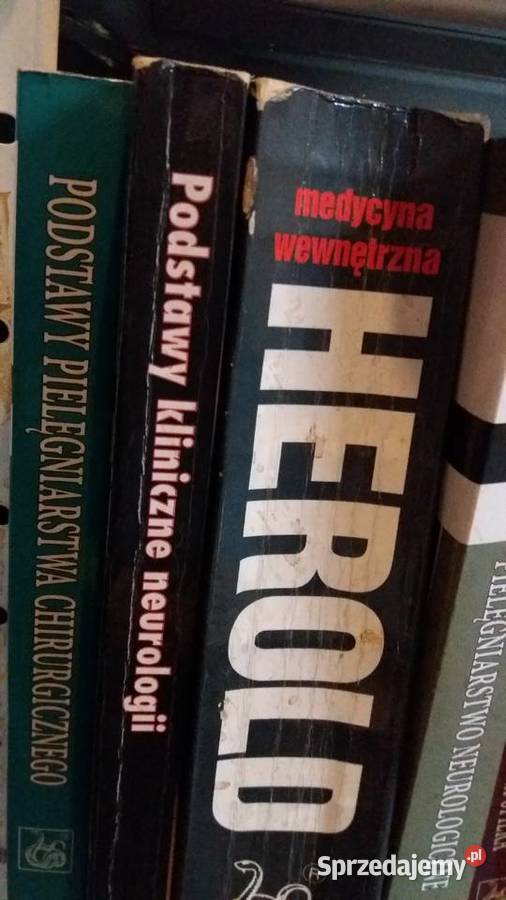 PODSTAWY PIELĘGNIARSTWA CHIRURGICZNEGO
Podstawy kliniczne neurologii
medycyna
wewnętrzna
HEROLD
PIELĘGNIARSTWO NEUROLOGICZNE
Sprzedajemy.pl